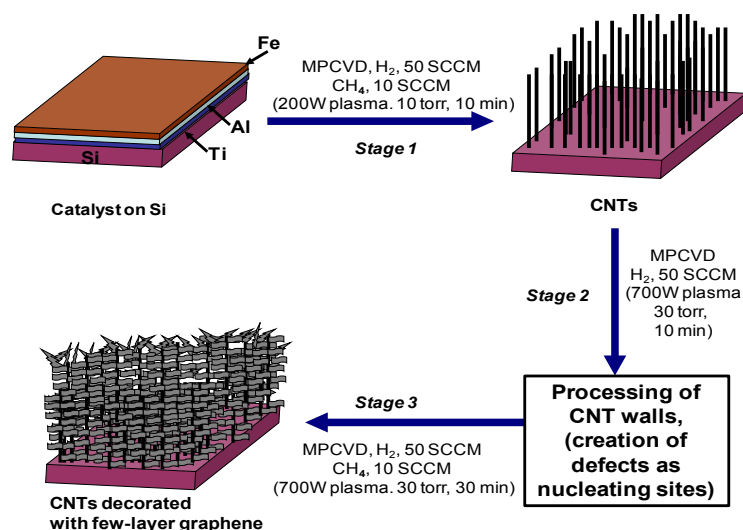 Fe
Al
Ti
Si
Catalyst on Si
MPCVD, H₂, 50 SCCM
CH₄, 10 SCCM
(200W plasma. 10 torr, 10 min)
Stage 1
CNTs
Stage 2
MPCVD
H₂, 50 SCCM
(700W plasma
30 torr,
10 min)
Processing of
CNT walls,
(creation of
defects as
nucleating sites)
Stage 3
MPCVD, H₂, 50 SCCM
CH₄, 10 SCCM
(700W plasma. 30 torr, 30 min)
CNTs decorated
with few-layer graphene